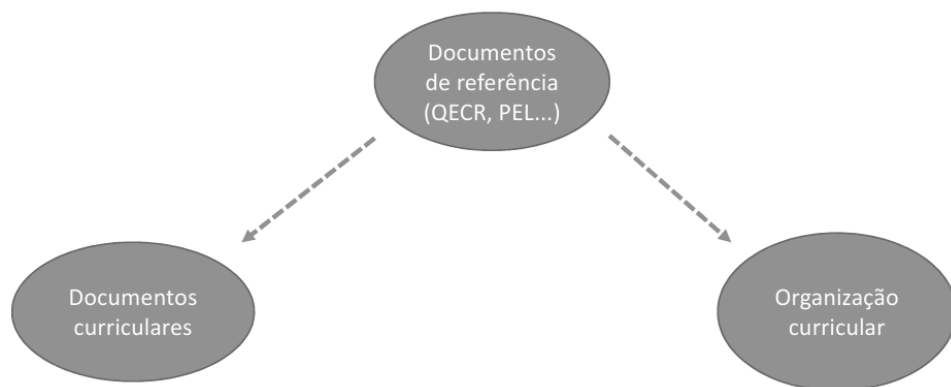 Documentos
de referência
(QECR, PEL...)
Documentos
curriculares
Organização
curricular